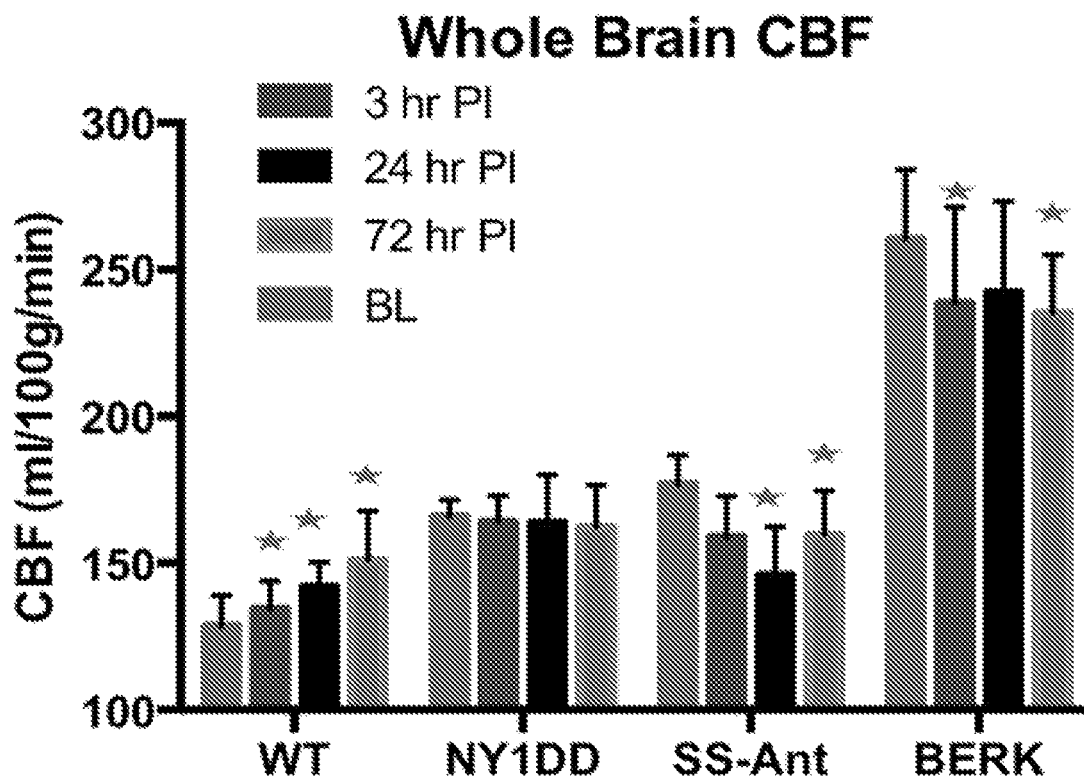 Whole Brain CBF
3 hr PI
24 hr PI
72 hr PI
BL
CBF (ml/100g/min)
300
250
200
150
100
WT NY1DD SS-Ant BERK